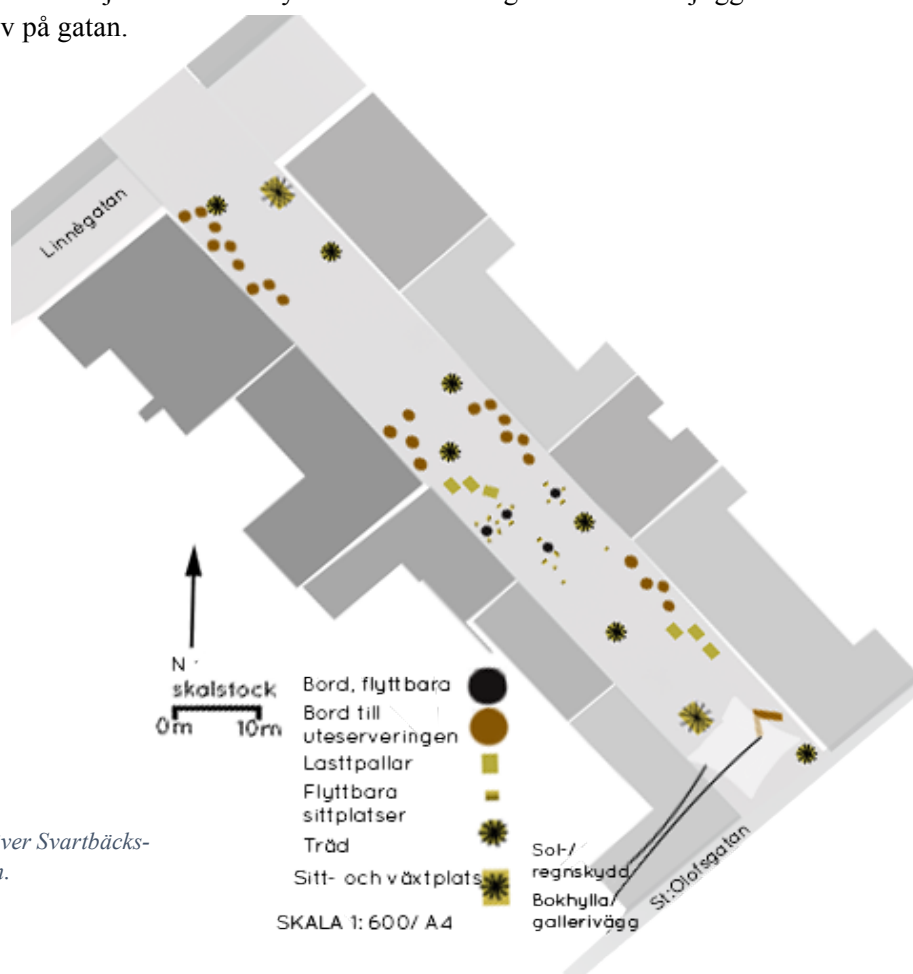 v på gatan.
Linnègatan
N
skalstock
0m 10m
Bord, flyttbara
Bord till
uteserveringen
Lasttpallar
Flyttbara
sittplatser
Träd
Sitt- och växtplats
SKALA 1: 600/ A4
Sol-/
regnskydd
Bokhylla/
gallerivägg
St:Olofsgatan
ver Svartbäcks-